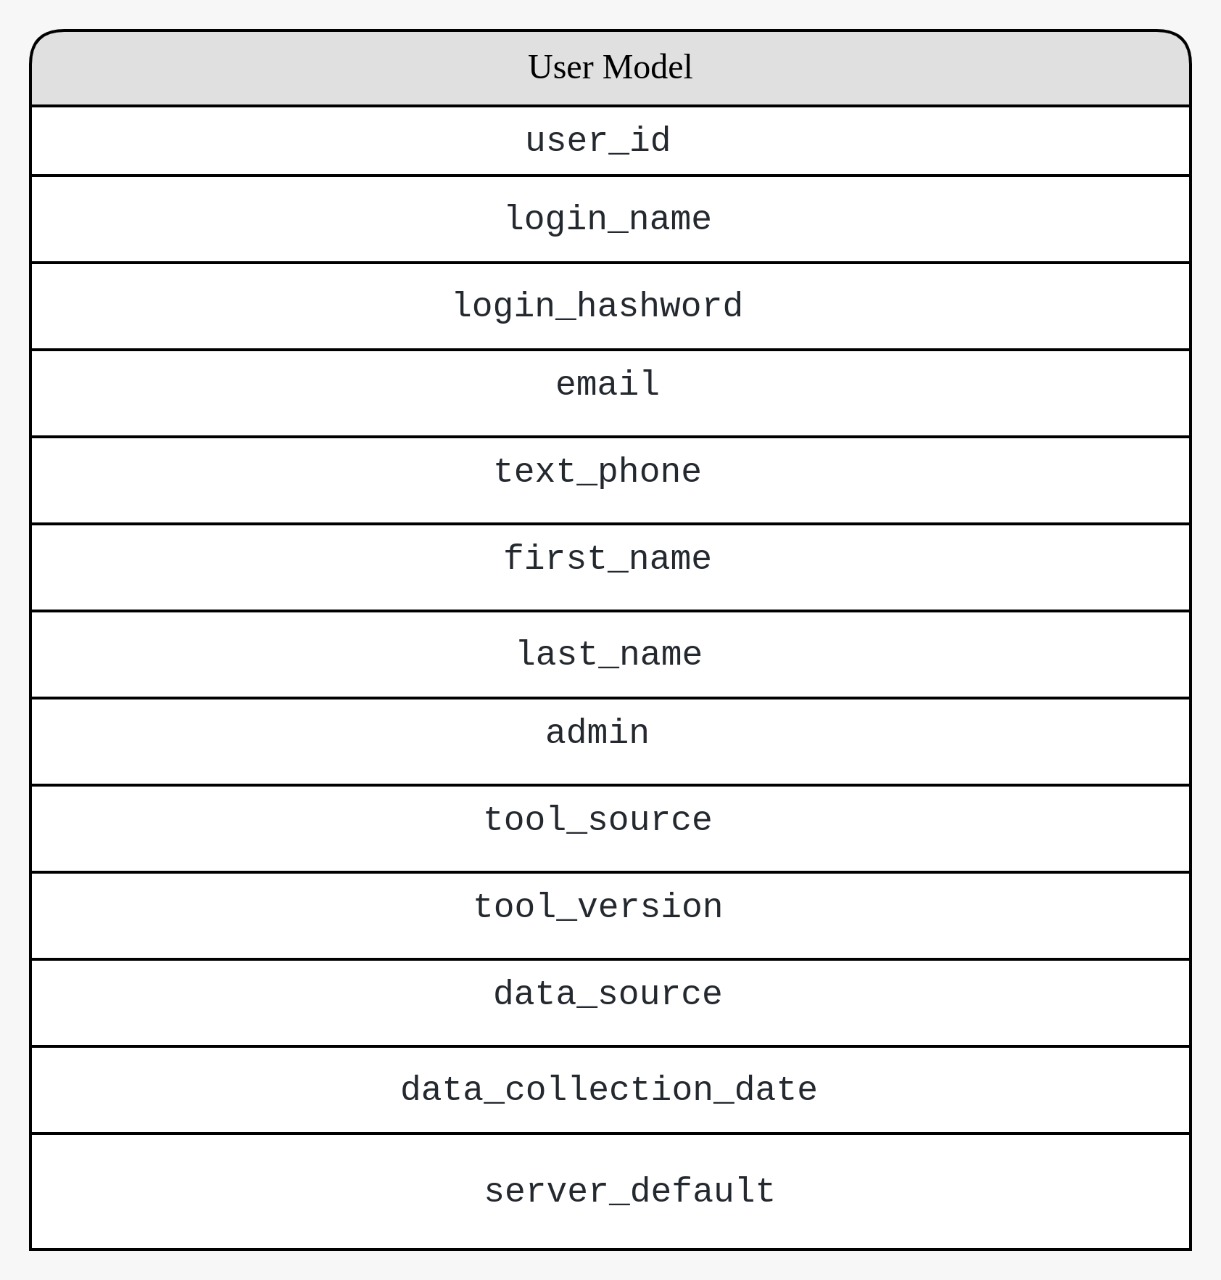 User Model
user_id
login_name
login_hashword
email
text_phone
first_name
last_name
admin
tool_source
tool_version
data_source
data_collection_date
server_default